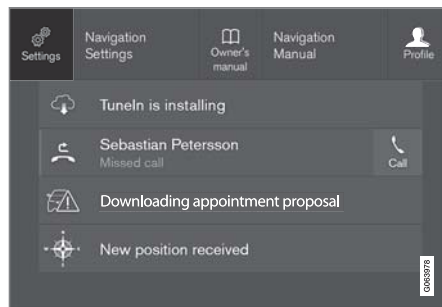 Settings
Navigation
Settings
Owner's
manual
Navigation
Manual
Profile
TuneIn is installing
Sebastian Petersson
Missed call
Call
Downloading appointment proposal
New position received
G063978